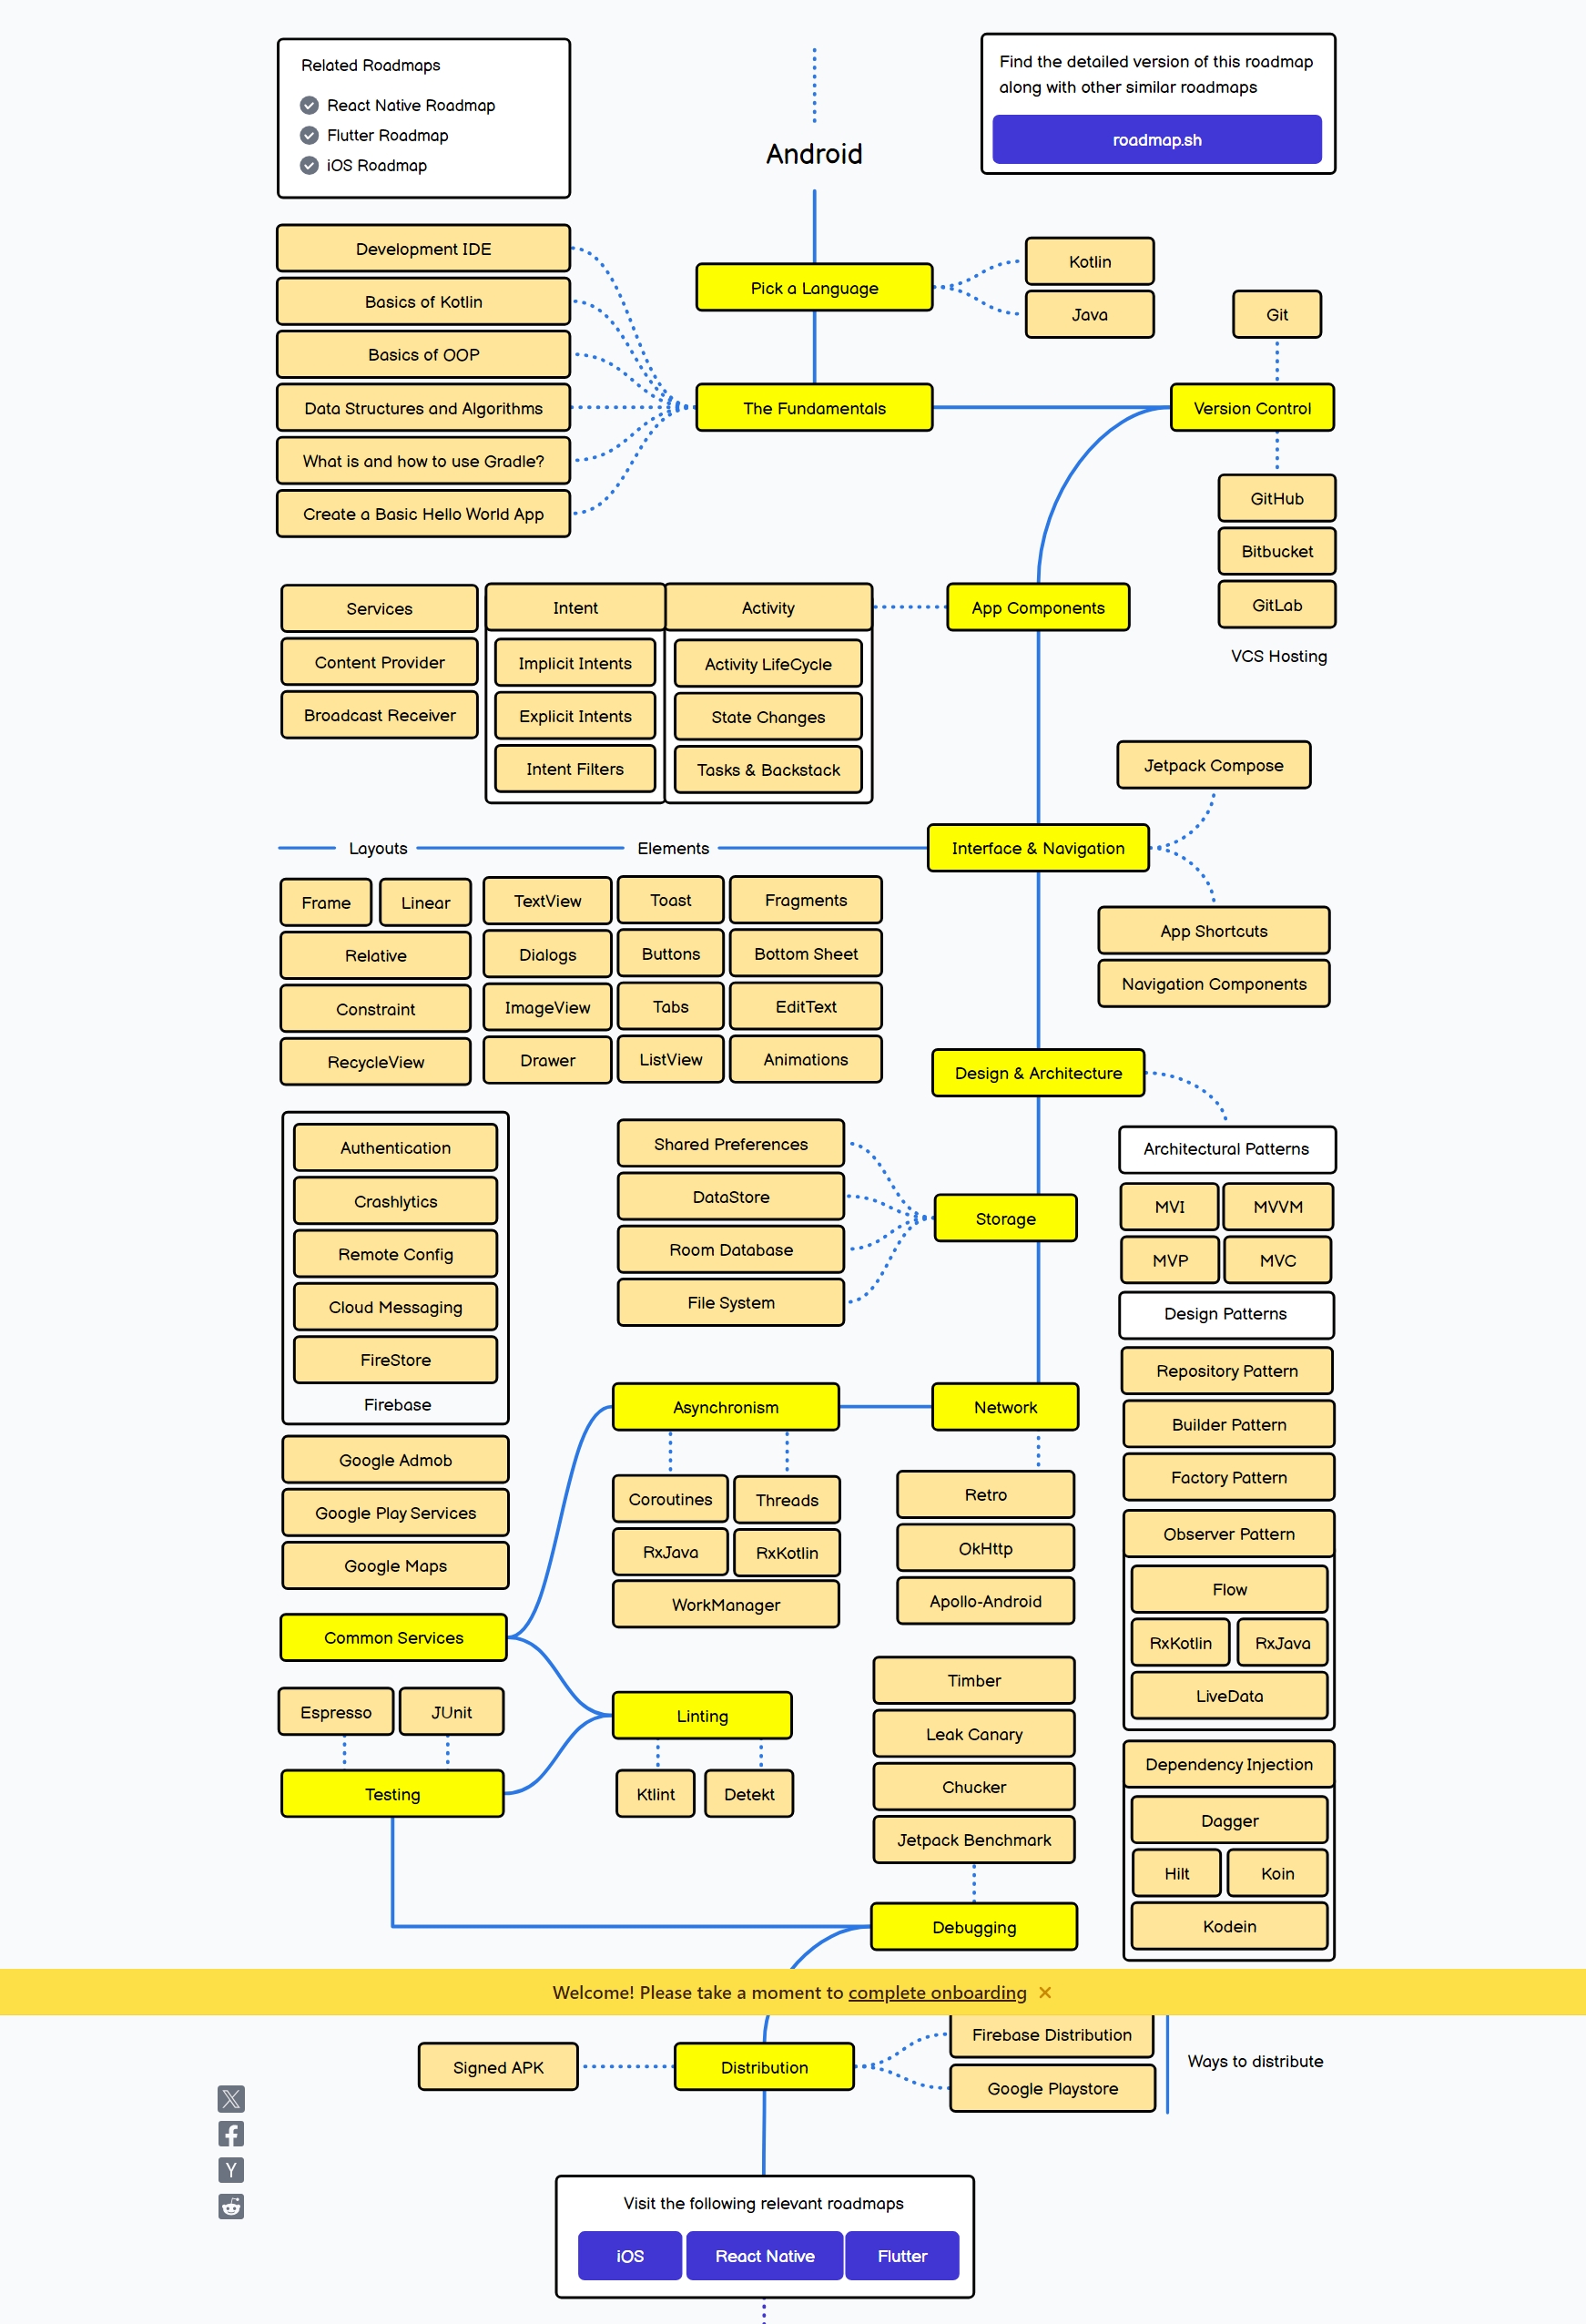 Related Roadmaps
React Native Roadmap
Flutter Roadmap
iOS Roadmap
Android
Find the detailed version of this roadmap
along with other similar roadmaps
roadmap.sh
Development IDE
Basics of Kotlin
Basics of OOP
Data Structures and Algorithms
What is and how to use Gradle?
Create a Basic Hello World App
Pick a Language
Kotlin
Java
The Fundamentals
Git
Version Control
GitHub
Bitbucket
GitLab
VCS Hosting
Services
Content Provider
Broadcast Receiver
Intent
Implicit Intents
Explicit Intents
Intent Filters
Activity
Activity LifeCycle
State Changes
Tasks & Backstack
App Components
Jetpack Compose
Layouts
Elements
Interface & Navigation
App Shortcuts
Navigation Components
Frame
Linear
Relative
Constraint
RecycleView
TextView
Toast
Fragments
Dialogs
Buttons
Bottom Sheet
ImageView
Tabs
EditText
Drawer
ListView
Animations
Design & Architecture
Architectural Patterns
MVI
MVVM
MVP
MVC
Design Patterns
Repository Pattern
Builder Pattern
Factory Pattern
Observer Pattern
Flow
RxKotlin
RxJava
LiveData
Dependency Injection
Dagger
Hilt
Koin
Kodein
Shared Preferences
DataStore
Room Database
File System
Storage
Authentication
Crashlytics
Remote Config
Cloud Messaging
FireStore
Firebase
Google Admob
Google Play Services
Google Maps
Common Services
Asynchronism
Network
Coroutines
Threads
RxJava
RxKotlin
WorkManager
Retro
OkHttp
Apollo-Android
Espresso
JUnit
Testing
Linting
Ktlint
Detekt
Timber
Leak Canary
Chucker
Jetpack Benchmark
Debugging
Welcome! Please take a moment to complete onboarding
Signed APK
Distribution
Firebase Distribution
Google Playstore
Ways to distribute
Visit the following relevant roadmaps
iOS
React Native
Flutter